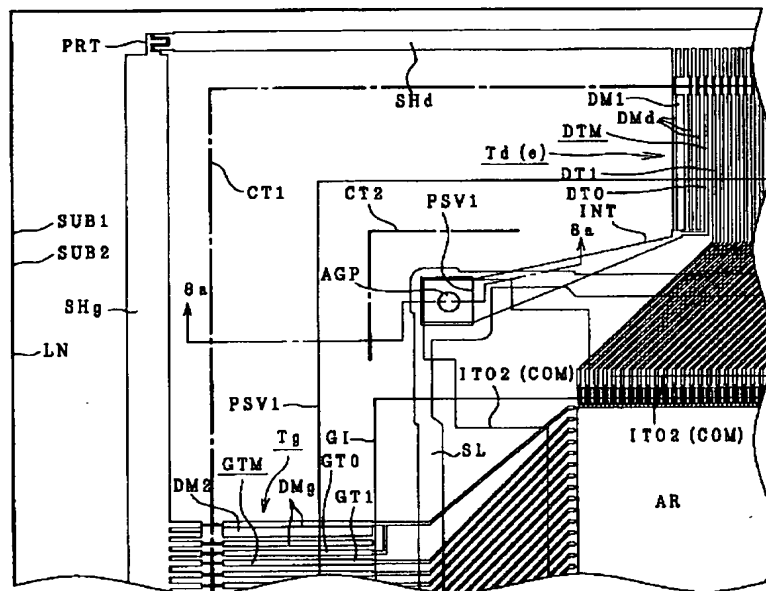 PRT
SHd
DM1
DMd
DTM
Td (e)
DT1
DT0
CT1
CT2
PSV1
INT
8a
SUB1
SUB2
AGP
8a
SHg
LN
ITO2 (COM)
PSV1
GI
ITO2 (COM)
Tg
SL
GTM
GT0
AR
DM2
DMg
GT1